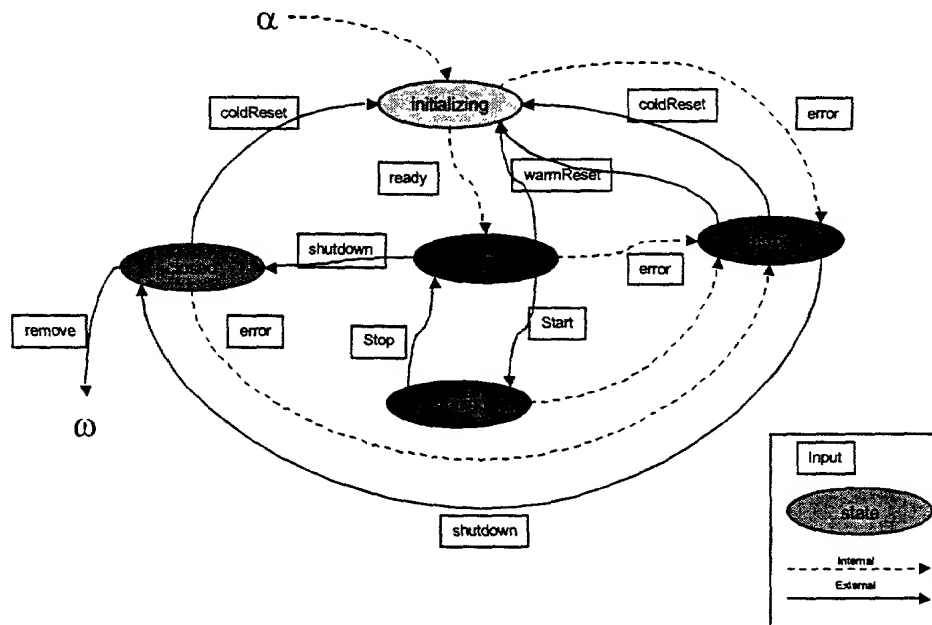 α
initializing
coldReset
coldReset
error
ready
warmReset
shutdown
error
remove
error
Stop
Start
ω
shutdown
Input
state
Internal
External